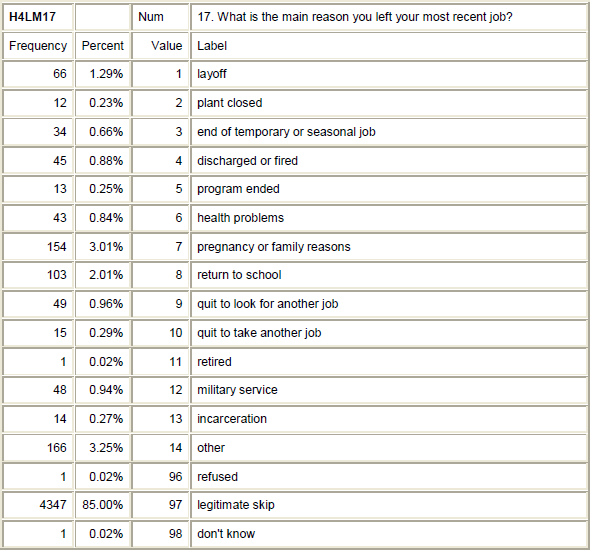 H4LM17 Num 17. What is the main reason you left your most recent job?
Frequency Percent Value Label
66 1.29% 1 layoff
12 0.23% 2 plant closed
34 0.66% 3 end of temporary or seasonal job
45 0.88% 4 discharged or fired
13 0.25% 5 program ended
43 0.84% 6 health problems
154 3.01% 7 pregnancy or family reasons
103 2.01% 8 return to school
49 0.96% 9 quit to look for another job
15 0.29% 10 quit to take another job
1 0.02% 11 retired
48 0.94% 12 military service
14 0.27% 13 incarceration
166 3.25% 14 other
1 0.02% 96 refused
4347 85.00% 97 legitimate skip
1 0.02% 98 don't know